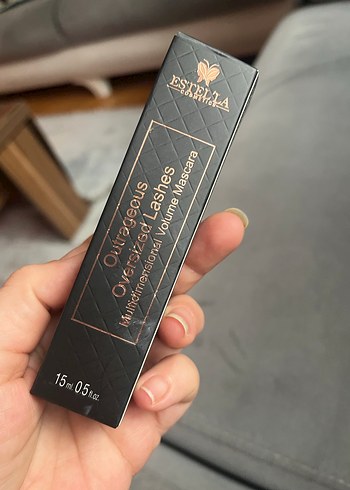 ESTELLA
COSMETICS
Outrageous
Oversized Lashes
Multidimensional Volume Mascara
15 ml. 0.5 fl.oz.